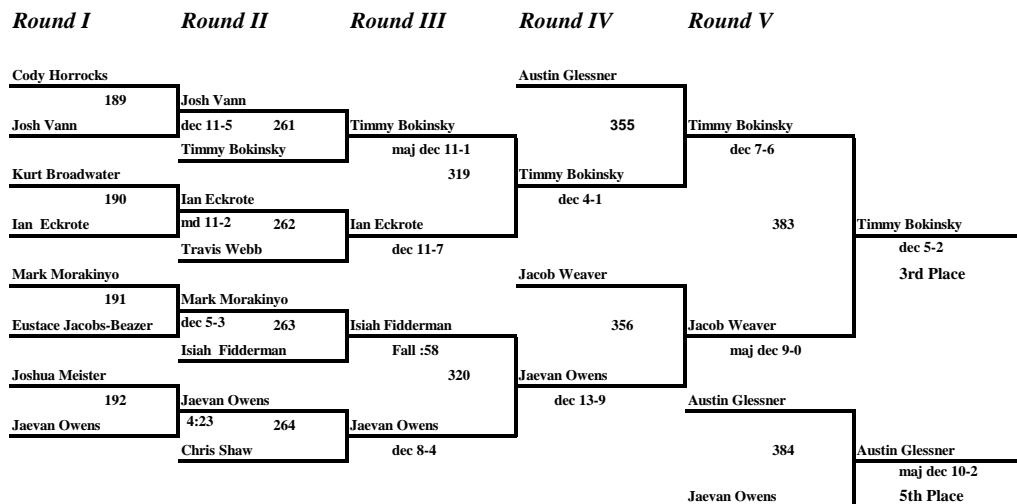 Round I Round II Round III Round IV Round V
Cody Horrocks Austin Glessner
189 Josh Vann
Josh Vann dec 11-5 261 Timmy Bokinsky 355 Timmy Bokinsky
Timmy Bokinsky maj dec 11-1 dec 7-6
Kurt Broadwater 319 Timmy Bokinsky
190 Ian Eckrote dec 4-1
Ian Eckrote md 11-2 262 Ian Eckrote 383 Timmy Bokinsky
Travis Webb dec 11-7 dec 5-2
Mark Morakinyo Jacob Weaver 3rd Place
191 Mark Morakinyo
Eustace Jacobs-Beazer dec 5-3 263 Isiah Fidderman 356 Jacob Weaver
Isiah Fidderman Fall :58 maj dec 9-0
Joshua Meister 320 Jaevan Owens
192 Jaevan Owens dec 13-9 Austin Glessner
Jaevan Owens 4:23 264 Jaevan Owens
Chris Shaw dec 8-4 384 Austin Glessner
maj dec 10-2
Jaevan Owens 5th Place